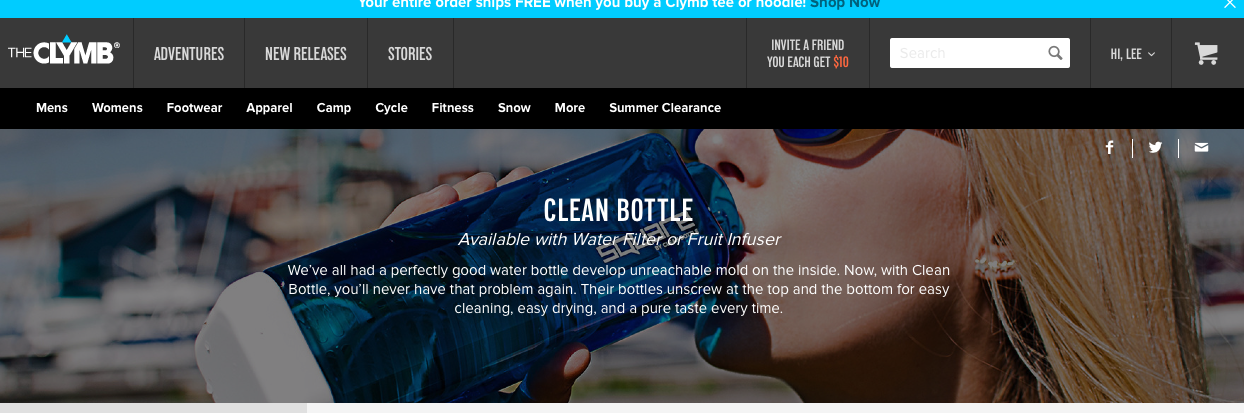 Your entire order ships FREE when you buy a Clymb tee or hoodie! Shop Now
THE CLYMB®
ADVENTURES
NEW RELEASES
STORIES
INVITE A FRIEND
YOU EACH GET $10
Search
HI, LEE
Mens Womens Footwear Apparel Camp Cycle Fitness Snow More Summer Clearance
CLEAN BOTTLE
Available with Water Filter or Fruit Infuser
SQUARE
We've all had a perfectly good water bottle develop unreachable mold on the inside. Now, with Clean
Bottle, you'll never have that problem again. Their bottles unscrew at the top and the bottom for easy
cleaning, easy drying, and a pure taste every time.